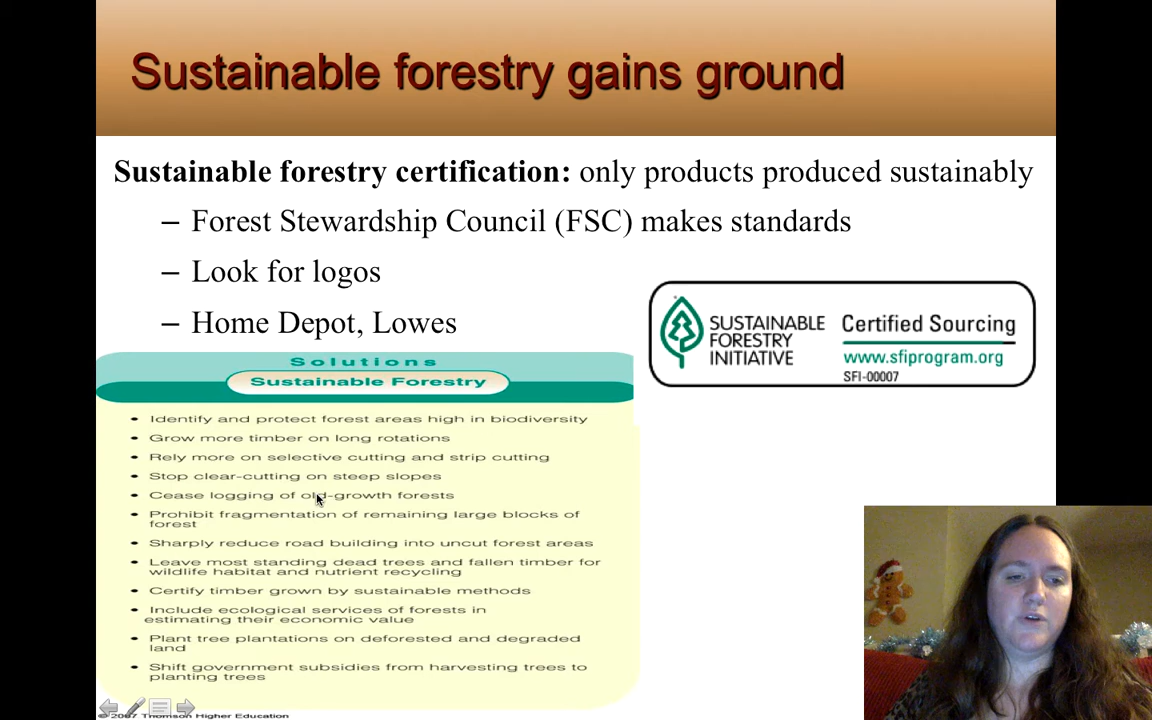 Sustainable forestry gains ground
Sustainable forestry certification: only products produced sustainably
– Forest Stewardship Council (FSC) makes standards
– Look for logos
– Home Depot, Lowes
SUSTAINABLE
FORESTRY
INITIATIVE
Certified Sourcing
www.sfiprogram.org
SFI-00007
Solutions
Sustainable Forestry
• Identify and protect forest areas high in biodiversity
• Grow more timber on long rotations
• Rely more on selective cutting and strip cutting
• Stop clear-cutting on steep slopes
• Cease logging of old-growth forests
• Prohibit fragmentation of remaining large blocks of
forest
• Sharply reduce road building into uncut forest areas
• Leave most standing dead trees and fallen timber for
wildlife habitat and nutrient recycling
• Certify timber grown by sustainable methods
• Include ecological services of forests in
estimating their economic value
• Plant tree plantations on deforested and degraded
land
• Shift government subsidies from harvesting trees to
planting trees
© 2007 Thomson Higher Education